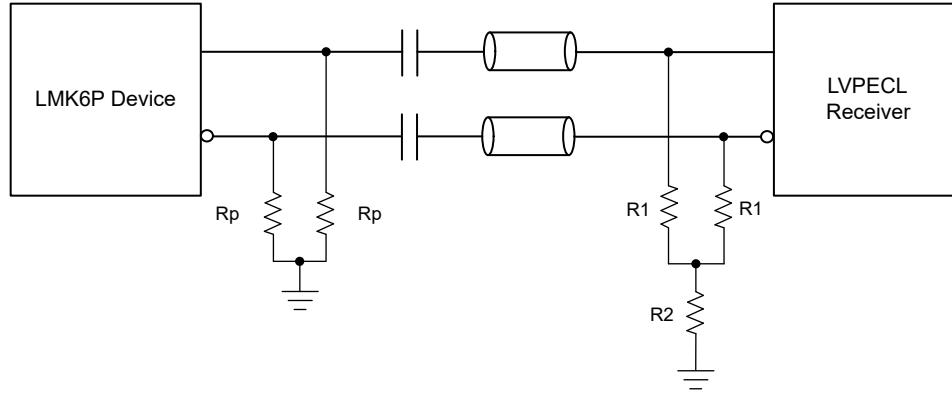 LMK6P Device
LVPECL
Receiver
Rp
Rp
R1
R1
R2